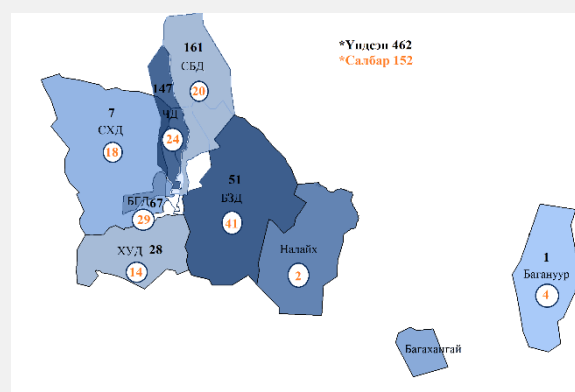 *Үндсэн 462
*Салбар 152
161
СБД
20
147
ЧД
24
7
СХД
18
БГД 67
29
51
БЗД
41
ХУД 28
14
Налайх
2
1
Багануур
4
Багахангай